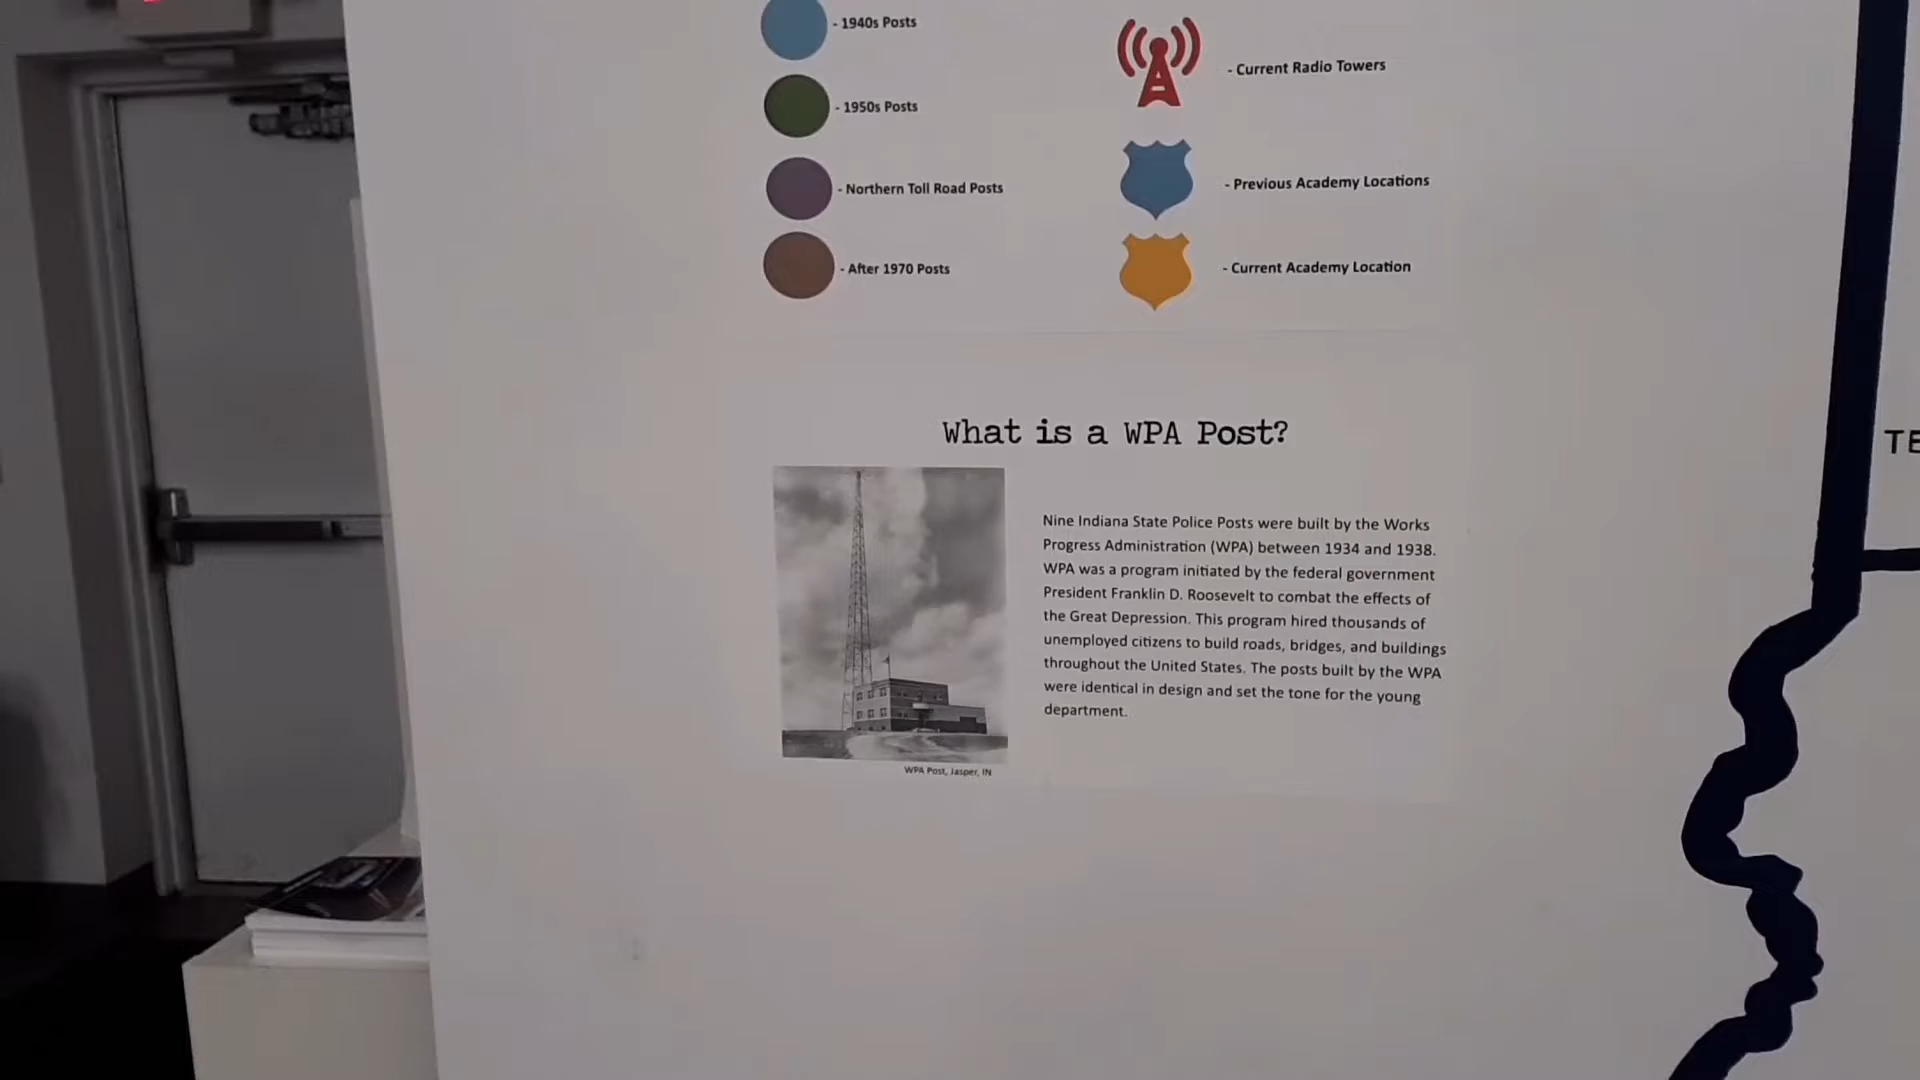 - 1940s Posts
- 1950s Posts
- Northern Toll Road Posts
- After 1970 Posts
- Current Radio Towers
- Previous Academy Locations
- Current Academy Location
What is a WPA Post?
Nine Indiana State Police Posts were built by the Works
Progress Administration (WPA) between 1934 and 1938.
WPA was a program initiated by the federal government
President Franklin D. Roosevelt to combat the effects of
the Great Depression. This program hired thousands of
unemployed citizens to build roads, bridges, and buildings
throughout the United States. The posts built by the WPA
were identical in design and set the tone for the young
department.
WPA Post, Jasper, IN
TE